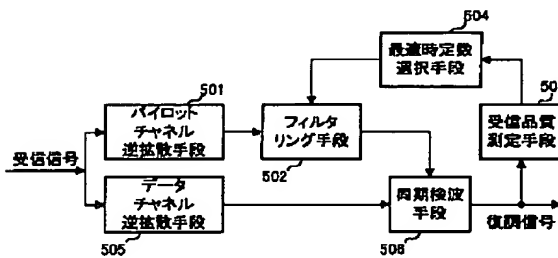 504
最適時定数
選択手段
501
パイロット
チャネル
逆拡散手段
フィルタ
リング手段
502
受信品質
測定手段
受信信号
データ
チャネル
逆拡散手段
505
同期検波
手段
506
復調信号